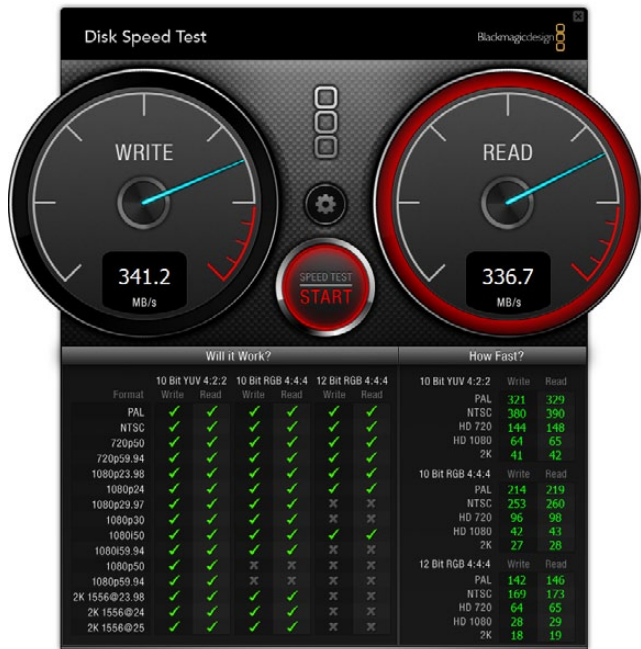 Disk Speed Test
Blackmagicdesign
WRITE
READ
341.2
MB/s
SPEED TEST
START
336.7
MB/s
Will it Work?
How Fast?
10 Bit YUV 4:2:2 10 Bit RGB 4:4:4 12 Bit RGB 4:4:4
Format Write Read Write Read Write Read
PAL ✓ ✓ ✓ ✓ ✓ ✓
NTSC ✓ ✓ ✓ ✓ ✓ ✓
720p50 ✓ ✓ ✓ ✓ ✓ ✓
720p59.94 ✓ ✓ ✓ ✓ ✓ ✓
1080p23.98 ✓ ✓ ✓ ✓ ✓ ✓
1080p24 ✓ ✓ ✓ ✓ ✓ ✓
1080p29.97 ✓ ✓ ✓ ✓ x x
1080p30 ✓ ✓ ✓ ✓ x x
1080i50 ✓ ✓ ✓ ✓ ✓ ✓
1080i59.94 ✓ ✓ ✓ ✓ x x
1080p50 ✓ ✓ x x x x
1080p59.94 ✓ ✓ x x x x
2K 1556@23.98 ✓ ✓ ✓ ✓ x x
2K 1556@24 ✓ ✓ ✓ ✓ x x
2K 1556@25 ✓ ✓ ✓ ✓ x x
10 Bit YUV 4:2:2 Write Read
PAL 321 329
NTSC 380 390
HD 720 144 148
HD 1080 64 65
2K 41 42
10 Bit RGB 4:4:4 Write Read
PAL 214 219
NTSC 253 260
HD 720 96 98
HD 1080 42 43
2K 27 28
12 Bit RGB 4:4:4 Write Read
PAL 142 146
NTSC 169 173
HD 720 64 65
HD 1080 28 29
2K 18 19